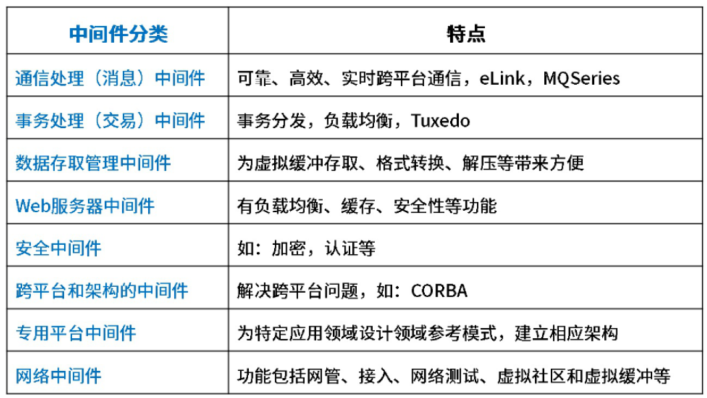 中间件分类 特点
通信处理（消息）中间件 可靠、高效、实时跨平台通信，eLink，MQSeries
事务处理（交易）中间件 事务分发，负载均衡，Tuxedo
数据存取管理中间件 为虚拟缓冲存取、格式转换、解压等带来方便
Web服务器中间件 有负载均衡、缓存、安全性等功能
安全中间件 如：加密，认证等
跨平台和架构的中间件 解决跨平台问题，如：CORBA
专用平台中间件 为特定应用领域设计领域参考模式，建立相应架构
网络中间件 功能包括网管、接入、网络测试、虚拟社区和虚拟缓冲等